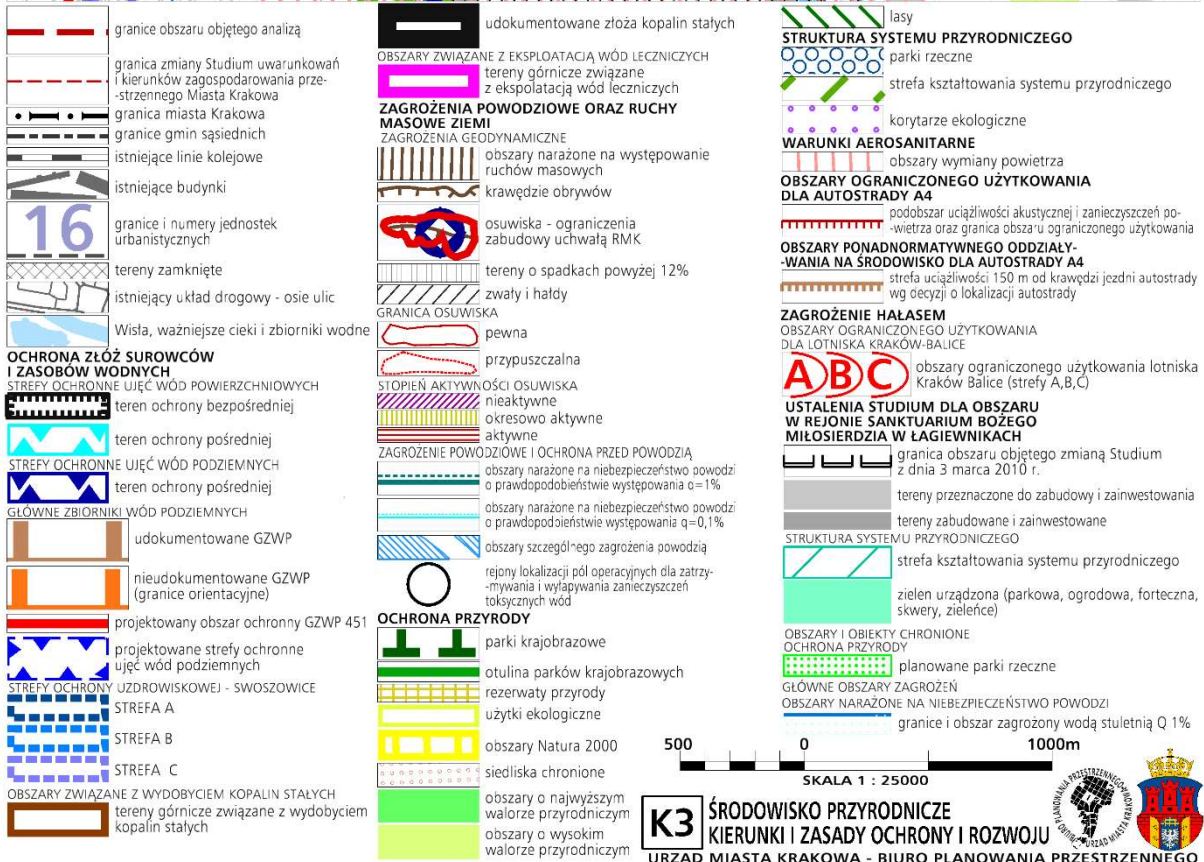 granice obszaru objętego analizą
granica zmiany Studium uwarunkowań
i kierunków zagospodarowania prze-
-strzennego Miasta Krakowa
granica miasta Krakowa
granice gmin sąsiednich
istniejące linie kolejowe
istniejące budynki
16
granice i numery jednostek
urbanistycznych
tereny zamknięte
istniejący układ drogowy - osie ulic
Wisła, ważniejsze cieki i zbiorniki wodne
OCHRONA ZŁÓŻ SUROWCÓW
I ZASOBÓW WODNYCH
STREFY OCHRONNE UJĘĆ WÓD POWIERZCHNIOWYCH
teren ochrony bezpośredniej
teren ochrony pośredniej
STREFY OCHRONNE UJĘĆ WÓD PODZIEMNYCH
teren ochrony pośredniej
GŁÓWNE ZBIORNIKI WÓD PODZIEMNYCH
udokumentowane GZWP
nieudokumentowane GZWP
(granice orientacyjne)
projektowany obszar ochronny GZWP 451
projektowane strefy ochronne
ujęć wód podziemnych
STREFY OCHRONY UZDROWISKOWEJ - SWOSZOWICE
STREFA A
STREFA B
STREFA C
OBSZARY ZWIĄZANE Z WYDOBYCIEM KOPALIN STAŁYCH
tereny górnicze związane z wydobyciem
kopalin stałych
udokumentowane złoża kopalin stałych
OBSZARY ZWIĄZANE Z EKSPLOATACJĄ WÓD LECZNICZYCH
tereny górnicze związane
z ekspolatacją wód leczniczych
ZAGROŻENIA POWODZIOWE ORAZ RUCHY
MASOWE ZIEMI
ZAGROŻENIA GEODYNAMICZNE
obszary narażone na występowanie
ruchów masowych
krawędzie obrywów
osuwiska - ograniczenia
zabudowy uchwałą RMK
tereny o spadkach powyżej 12%
zwały i hałdy
GRANICA OSUWISKA
pewna
przypuszczalna
STOPIEŃ AKTYWNOŚCI OSUWISKA
nieaktywne
okresowo aktywne
aktywne
ZAGROŻENIE POWODZIOWE I OCHRONA PRZED POWODZIĄ
obszary narażone na niebezpieczeństwo powodzi
o prawdopodobieństwie występowania q=1%
obszary narażone na niebezpieczeństwo powodzi
o prawdopodobieństwie występowania q=0,1%
obszary szczególnego zagrożenia powodzią
rejony lokalizacji pól operacyjnych dla zatrzy-
-mywania i wyłapywania zanieczyszczeń
toksycznych wód
OCHRONA PRZYRODY
parki krajobrazowe
otulina parków krajobrazowych
rezerwaty przyrody
użytki ekologiczne
obszary Natura 2000
siedliska chronione
obszary o najwyższym
walorze przyrodniczym
obszary o wysokim
walorze przyrodniczym
lasy
STRUKTURA SYSTEMU PRZYRODNICZEGO
parki rzeczne
strefa kształtowania systemu przyrodniczego
korytarze ekologiczne
WARUNKI AEROSANITARNE
obszary wymiany powietrza
OBSZARY OGRANICZONEGO UŻYTKOWANIA
DLA AUTOSTRADY A4
podobszar uciążliwości akustycznej i zanieczyszczeń po-
-wietrza oraz granica obszaru ograniczonego użytkowania
OBSZARY PONADNORMATYWNEGO ODDZIAŁY-
-WANIA NA ŚRODOWISKO DLA AUTOSTRADY A4
strefa uciążliwości 150 m od krawędzi jezdni autostrady
wg decyzji o lokalizacji autostrady
ZAGROŻENIE HAŁASEM
OBSZARY OGRANICZONEGO UŻYTKOWANIA
DLA LOTNISKA KRAKÓW-BALICE
A B C
obszary ograniczonego użytkowania lotniska
Kraków Balice (strefy A,B,C)
USTALENIA STUDIUM DLA OBSZARU
W REJONIE SANKTUARIUM BOŻEGO
MIŁOSIERDZIA W ŁAGIEWNIKACH
granica obszaru objętego zmianą Studium
z dnia 3 marca 2010 r.
tereny przeznaczone do zabudowy i zainwestowania
tereny zabudowane i zainwestowane
STRUKTURA SYSTEMU PRZYRODNICZEGO
strefa kształtowania systemu przyrodniczego
zielen urządzona (parkowa, ogrodowa, forteczna,
skwery, zieleńce)
OBSZARY I OBIEKTY CHRONIONE
OCHRONA PRZYRODY
planowane parki rzeczne
GŁÓWNE OBSZARY ZAGROŻEŃ
OBSZARY NARAŻONE NA NIEBEZPIECZEŃSTWO POWODZI
granice i obszar zagrożony wodą stuletnią Q 1%
500 0 1000m
SKALA 1 : 25000
K3
ŚRODOWISKO PRZYRODNICZE
KIERUNKI I ZASADY OCHRONY I ROZWOJU
URZĄD MIASTA KRAKOWA - BIURO PLANOWANIA PRZESTRZENNEGO